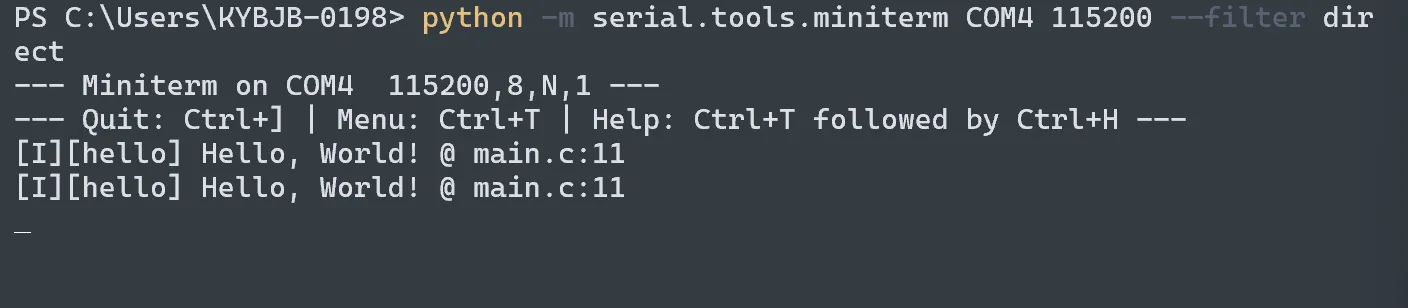 PS C:\Users\KYBJB-0198> python -m serial.tools.miniterm COM4 115200 --filter dir
ect
--- Miniterm on COM4  115200,8,N,1 ---
--- Quit: Ctrl+] | Menu: Ctrl+T | Help: Ctrl+T followed by Ctrl+H ---
[I][hello] Hello, World! @ main.c:11
[I][hello] Hello, World! @ main.c:11
_